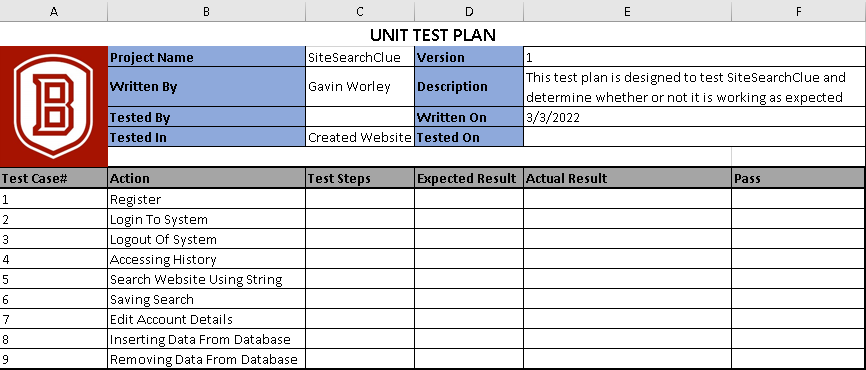 A B C D E F
UNIT TEST PLAN
B
Project Name SiteSearchClue Version 1
Written By Gavin Worley Description This test plan is designed to test SiteSearchClue and
determine whether or not it is working as expected
Tested By Written On 3/3/2022
Tested In Created Website Tested On
Test Case# Action Test Steps Expected Result Actual Result Pass
1 Register
2 Login To System
3 Logout Of System
4 Accessing History
5 Search Website Using String
6 Saving Search
7 Edit Account Details
8 Inserting Data From Database
9 Removing Data From Database